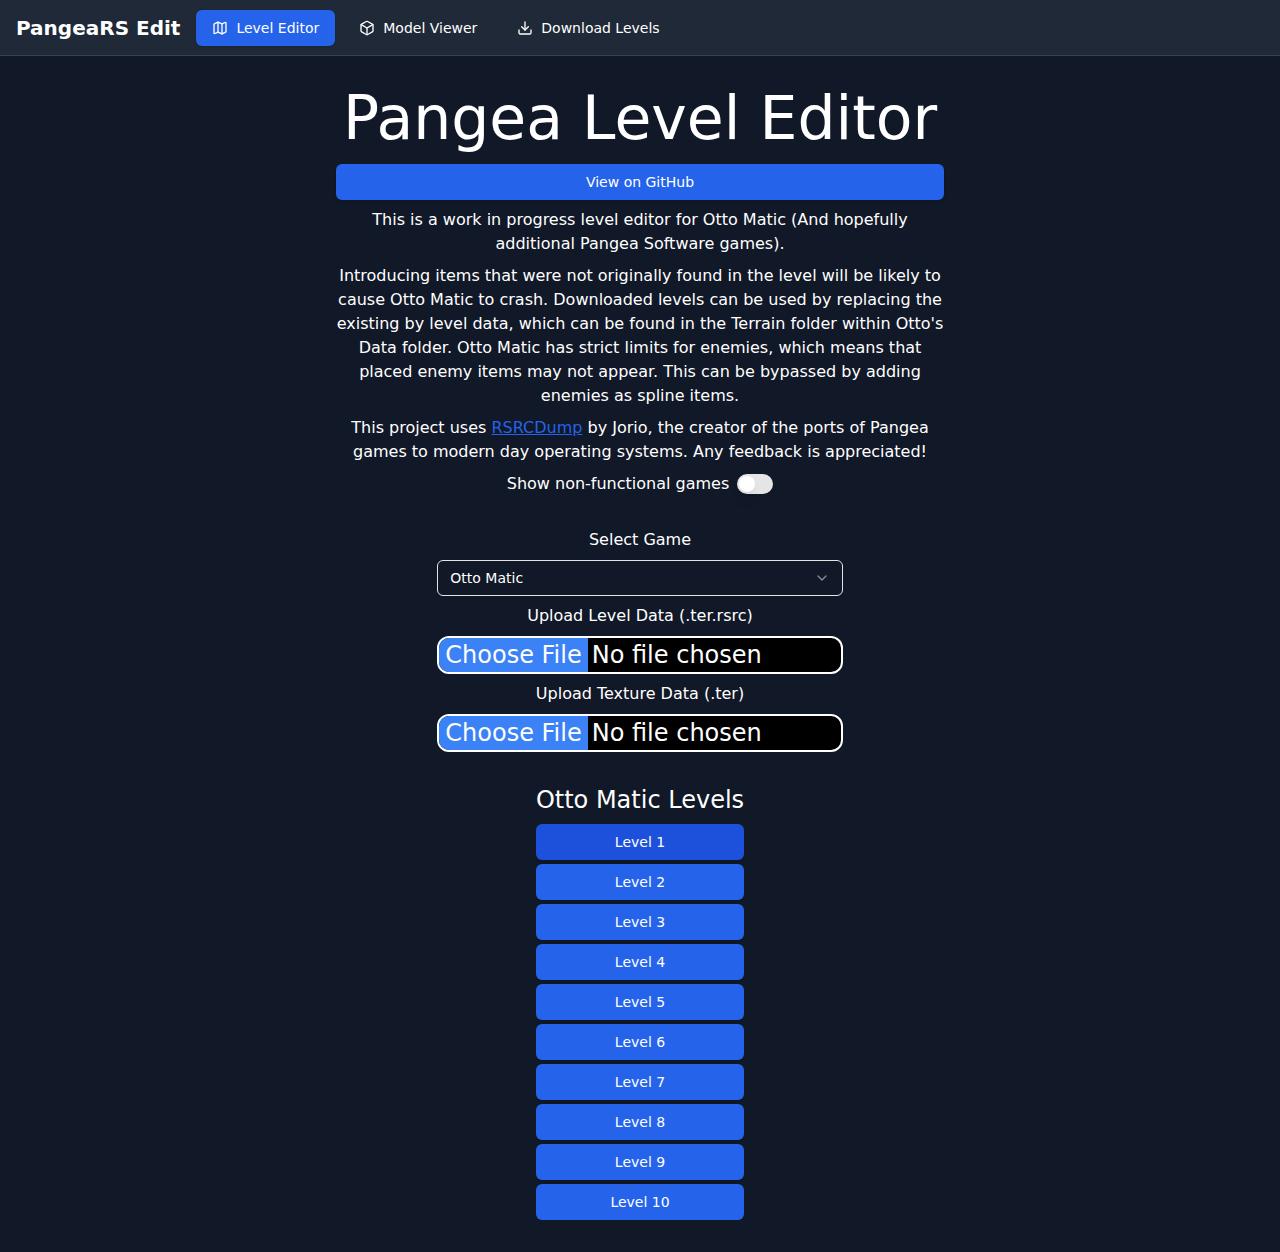 PangeaRS Edit
Level Editor
Model Viewer
Download Levels
Pangea Level Editor
View on GitHub
This is a work in progress level editor for Otto Matic (And hopefully
additional Pangea Software games).
Introducing items that were not originally found in the level will be likely to
cause Otto Matic to crash. Downloaded levels can be used by replacing the
existing by level data, which can be found in the Terrain folder within Otto's
Data folder. Otto Matic has strict limits for enemies, which means that
placed enemy items may not appear. This can be bypassed by adding
enemies as spline items.
This project uses RSRCDump by Jorio, the creator of the ports of Pangea
games to modern day operating systems. Any feedback is appreciated!
Show non-functional games
Select Game
Otto Matic
Upload Level Data (.ter.rsrc)
Choose File No file chosen
Upload Texture Data (.ter)
Choose File No file chosen
Otto Matic Levels
Level 1
Level 2
Level 3
Level 4
Level 5
Level 6
Level 7
Level 8
Level 9
Level 10